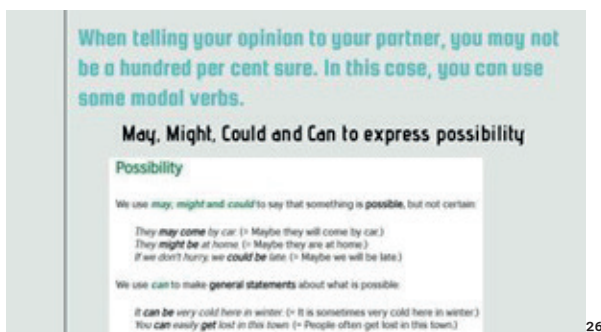 When telling your opinion to your partner, you may not
be a hundred per cent sure. In this case, you can use
some modal verbs.
May, Might, Could and Can to express possibility
Possibility
We use may, might and could to say that something is possible, but not certain:
They may come by car. (= Maybe they will come by car.)
They might be at home. (= Maybe they are at home.)
If we don't hurry, we could be late. (= Maybe we will be late.)
We use can to make general statements about what is possible:
It can be very cold here in winter. (= It is sometimes very cold here in winter.)
You can easily get lost in this town. (= People often get lost in this town.)
26